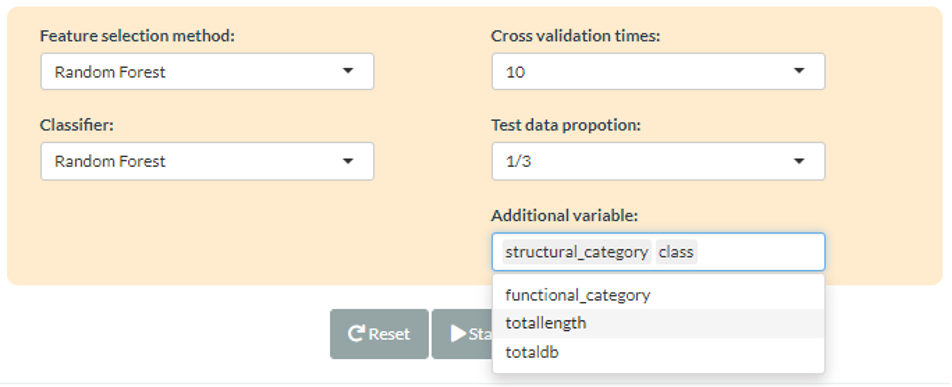 Feature selection method:
Random Forest
Classifier:
Random Forest
Cross validation times:
10
Test data propotion:
1/3
Additional variable:
structural_category class
functional_category
totallength
totaldb
Reset
Sta